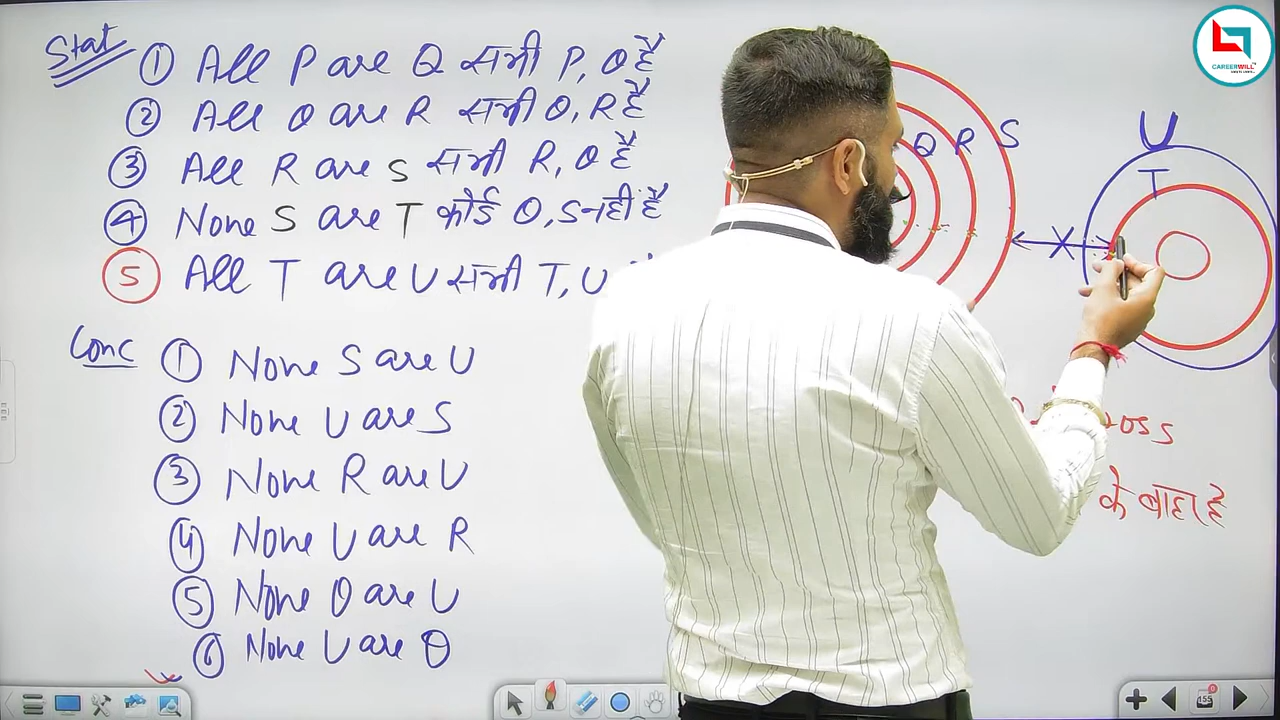 CAREERWILL
Stat
① All P are Q सभी P, Q हैं
② All Q are R सभी Q, R हैं
③ All R are S सभी R, Q हैं
④ None S are T कोई Q, S नहीं हैं
⑤ All T are U सभी T, U
Q R S
U
T
Conc ① None S are U
② None U are S
③ None R are U
④ None U are R
⑤ None Q are U
⑥ None U are Q
के बाहर है
155